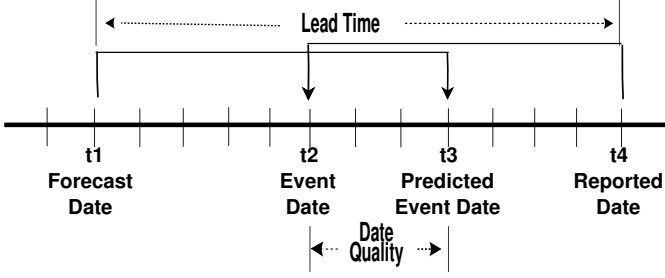 Lead Time
t1 t2 t3 t4
Forecast Event Predicted Reported
Date Date Event Date Date
Date
Quality